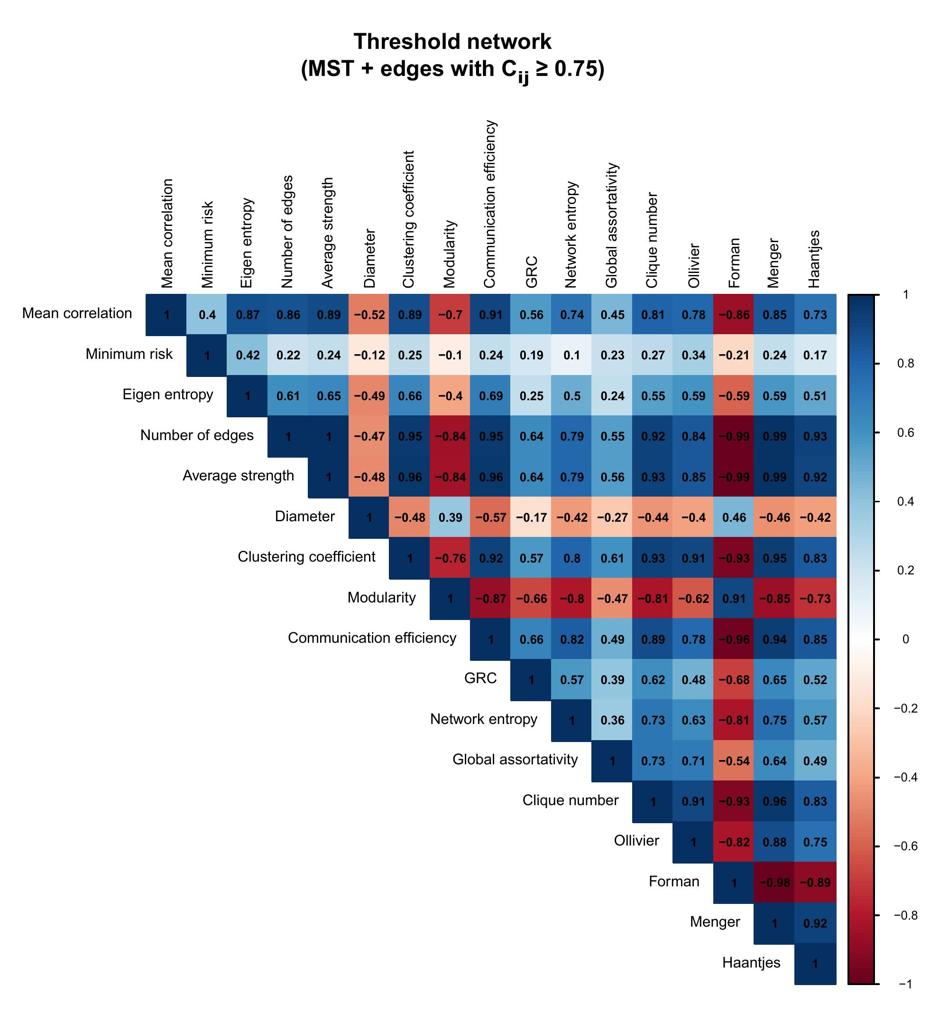 Threshold network
(MST + edges with Cij ≥ 0.75)
Mean correlation
Minimum risk
Eigen entropy
Number of edges
Average strength
Diameter
Clustering coefficient
Modularity
Communication efficiency
GRC
Network entropy
Global assortativity
Clique number
Ollivier
Forman
Menger
Haantjes
Mean correlation 1 0.4 0.87 0.86 0.89 −0.52 0.89 −0.7 0.91 0.56 0.74 0.45 0.81 0.78 −0.86 0.85 0.73
Minimum risk 1 0.42 0.22 0.24 −0.12 0.25 −0.1 0.24 0.19 0.1 0.23 0.27 0.34 −0.21 0.24 0.17
Eigen entropy 1 0.61 0.65 −0.49 0.66 −0.4 0.69 0.25 0.5 0.24 0.55 0.59 −0.59 0.59 0.51
Number of edges 1 1 −0.47 0.95 −0.84 0.95 0.64 0.79 0.55 0.92 0.84 −0.99 0.99 0.93
Average strength 1 −0.48 0.96 −0.84 0.96 0.64 0.79 0.56 0.93 0.85 −0.99 0.99 0.92
Diameter 1 −0.48 0.39 −0.57 −0.17 −0.42 −0.27 −0.44 −0.4 0.46 −0.46 −0.42
Clustering coefficient 1 −0.76 0.92 0.57 0.8 0.61 0.93 0.91 −0.93 0.95 0.83
Modularity 1 −0.87 −0.66 −0.8 −0.47 −0.81 −0.62 0.91 −0.85 −0.73
Communication efficiency 1 0.66 0.82 0.49 0.89 0.78 −0.96 0.94 0.85
GRC 1 0.57 0.39 0.62 0.48 −0.68 0.65 0.52
Network entropy 1 0.36 0.73 0.63 −0.81 0.75 0.57
Global assortativity 1 0.73 0.71 −0.54 0.64 0.49
Clique number 1 0.91 −0.93 0.96 0.83
Ollivier 1 −0.82 0.88 0.75
Forman 1 −0.98 −0.89
Menger 1 0.92
Haantjes 1
1
0.8
0.6
0.4
0.2
0
−0.2
−0.4
−0.6
−0.8
−1